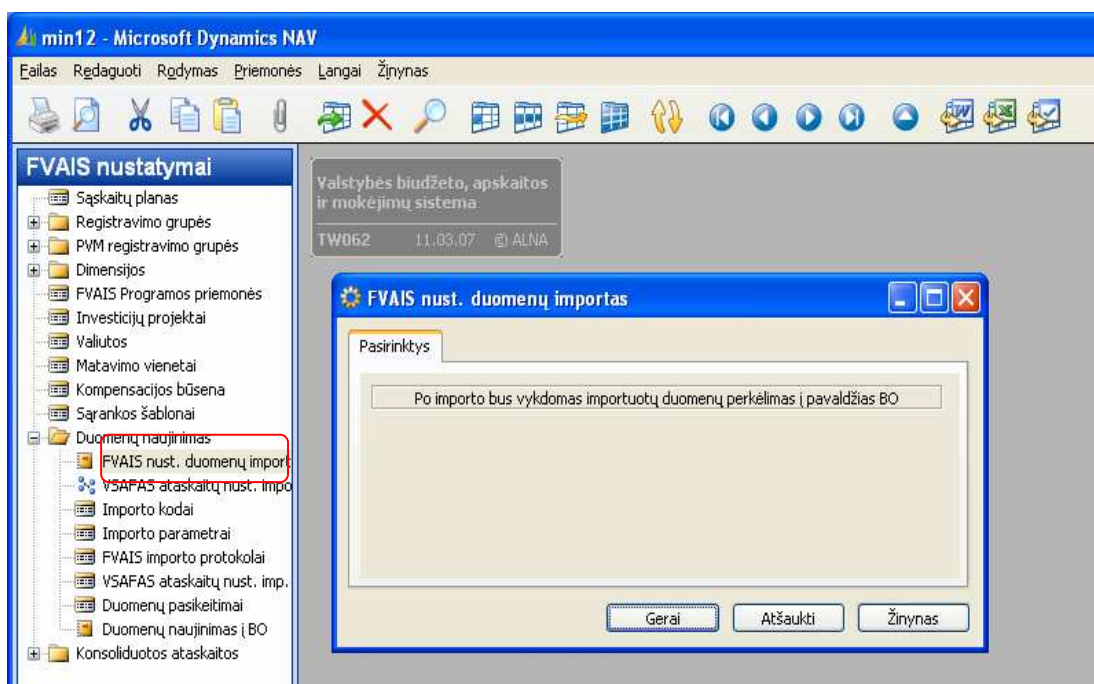 min12 - Microsoft Dynamics NAV
Failas Redaguoti Rodymas Priemonės Langai Žinynas
FVAIS nustatymai
Sąskaitų planas
Registravimo grupės
PVM registravimo grupės
Dimensijos
FVAIS Programos priemonės
Investicijų projektai
Valiutos
Matavimo vienetai
Kompensacijos būsena
Sąrankos šablonai
Duomenų naujinimas
FVAIS nust. duomenų import
VSAFAS ataskaitų nust. impo
Importo kodai
Importo parametrai
FVAIS importo protokolai
VSAFAS ataskaitų nust. imp.
Duomenų pasikeitimai
Duomenų naujinimas į BO
Konsoliduotos ataskaitos
Valstybės biudžeto, apskaitos
ir mokėjimų sistema
TW062 11.03.07 © ALNA
FVAIS nust. duomenų importas
Pasirinktys
Po importo bus vykdomas importuotų duomenų perkėlimas į pavaldžias BO
Gerai Atšaukti Žinynas